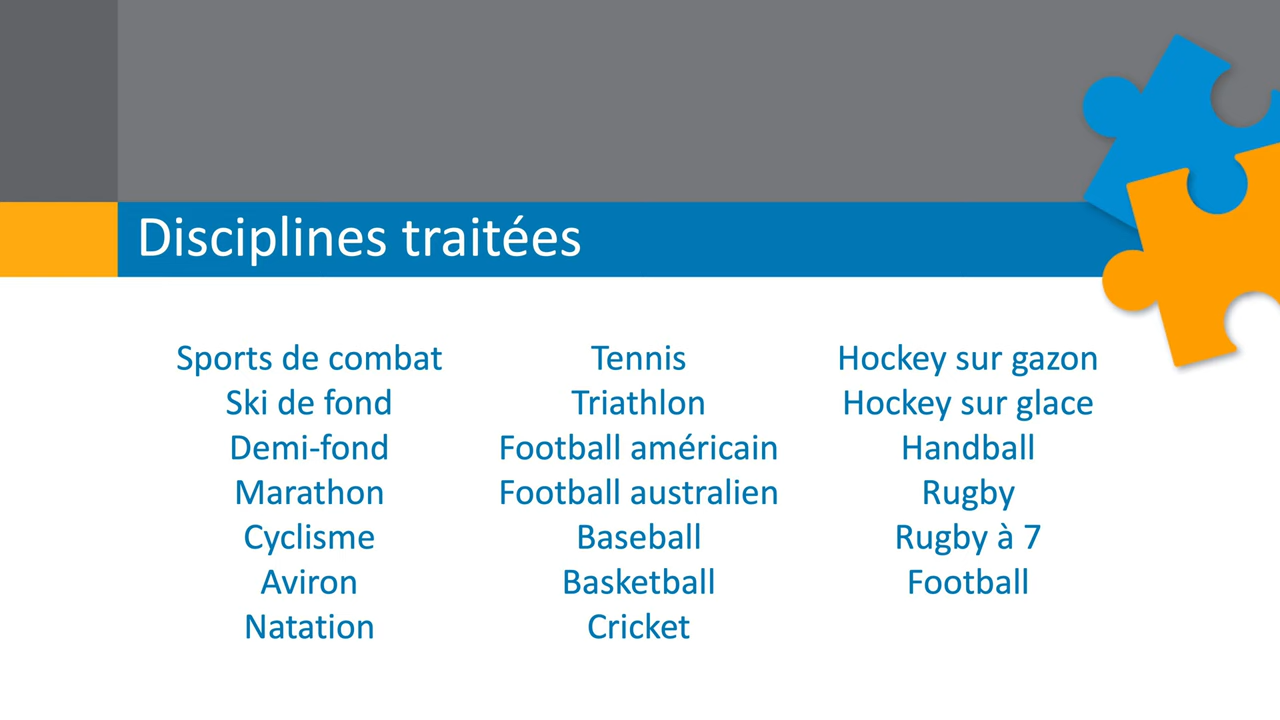 Disciplines traitées
Sports de combat
Ski de fond
Demi-fond
Marathon
Cyclisme
Aviron
Natation
Tennis
Triathlon
Football américain
Football australien
Baseball
Basketball
Cricket
Hockey sur gazon
Hockey sur glace
Handball
Rugby
Rugby à 7
Football